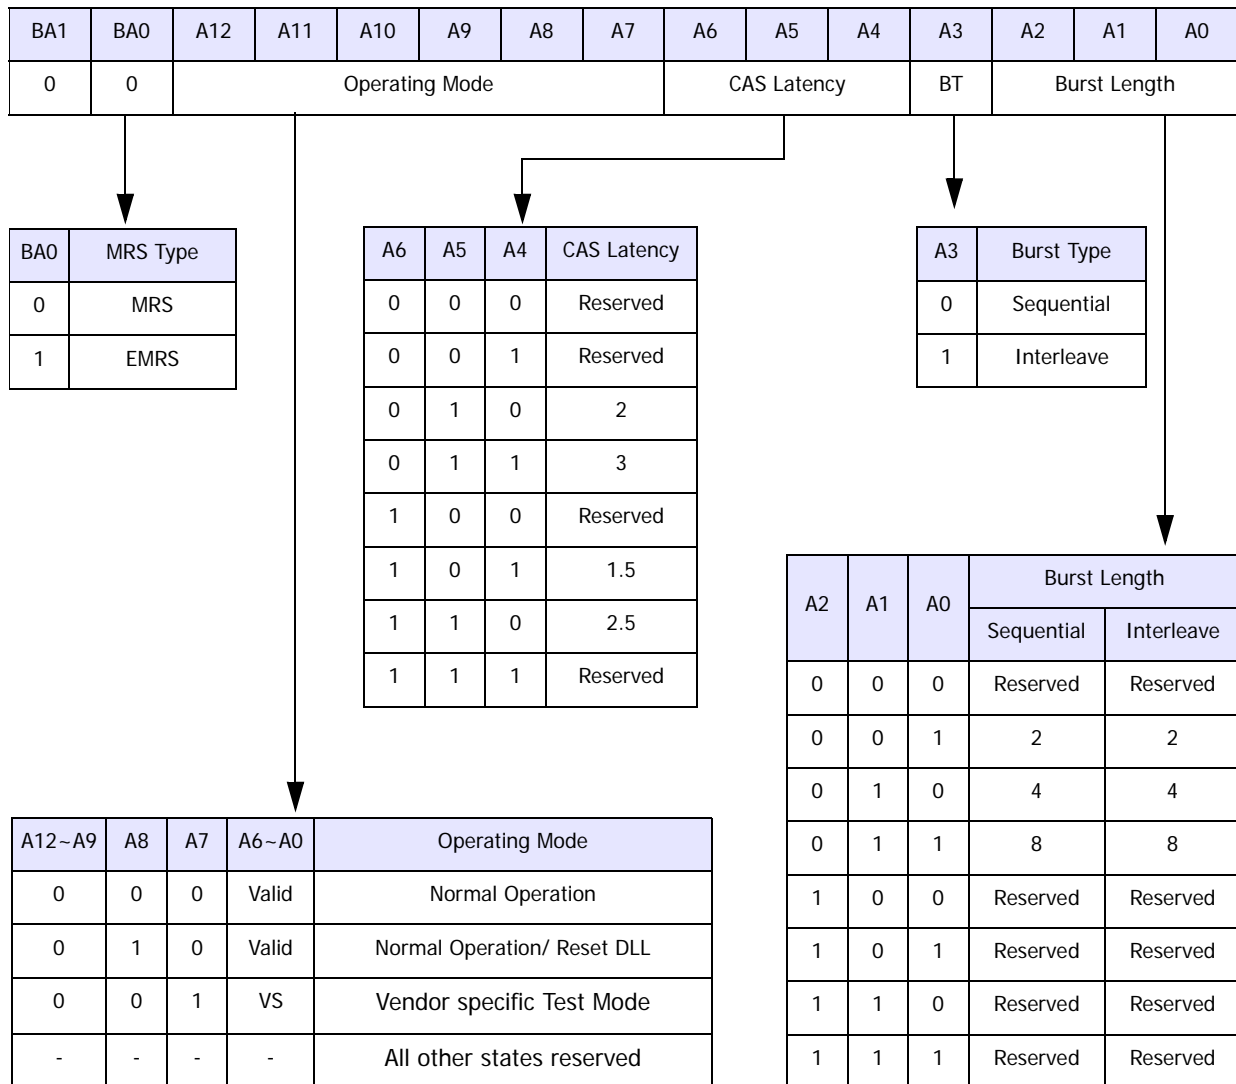 BA1 BA0 A12 A11 A10 A9 A8 A7 A6 A5 A4 A3 A2 A1 A0
0 0 Operating Mode CAS Latency BT Burst Length
BA0 MRS Type
0 MRS
1 EMRS
A6 A5 A4 CAS Latency
0 0 0 Reserved
0 0 1 Reserved
0 1 0 2
0 1 1 3
1 0 0 Reserved
1 0 1 1.5
1 1 0 2.5
1 1 1 Reserved
A3 Burst Type
0 Sequential
1 Interleave
A2 A1 A0 Burst Length
Sequential Interleave
0 0 0 Reserved Reserved
0 0 1 2 2
0 1 0 4 4
0 1 1 8 8
1 0 0 Reserved Reserved
1 0 1 Reserved Reserved
1 1 0 Reserved Reserved
1 1 1 Reserved Reserved
A12~A9 A8 A7 A6~A0 Operating Mode
0 0 0 Valid Normal Operation
0 1 0 Valid Normal Operation/ Reset DLL
0 0 1 VS Vendor specific Test Mode
- - - - All other states reserved